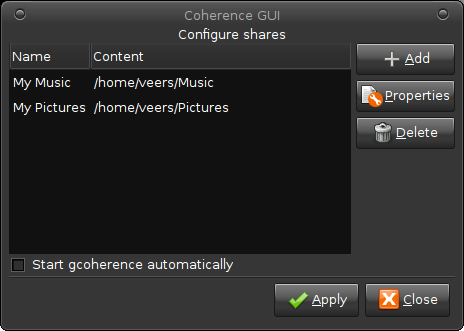 Coherence GUI
Configure shares
Name Content
Add
My Music /home/veers/Music
My Pictures /home/veers/Pictures
Properties
Delete
Start gcoherence automatically
Apply Close